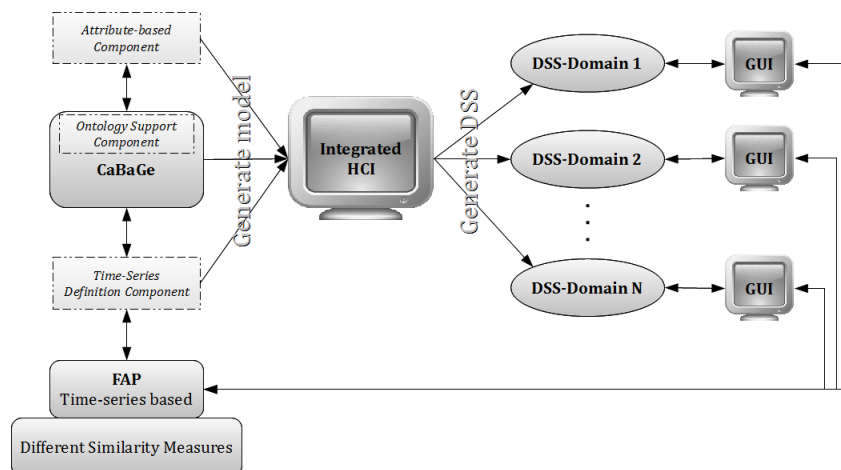 Attribute-based
Component
Ontology Support
Component
CaBaGe
Time-Series
Definition Component
FAP
Time-series based
Different Similarity Measures
Generate model
Integrated
HCI
Generate DSS
DSS-Domain 1
GUI
DSS-Domain 2
GUI
DSS-Domain N
GUI